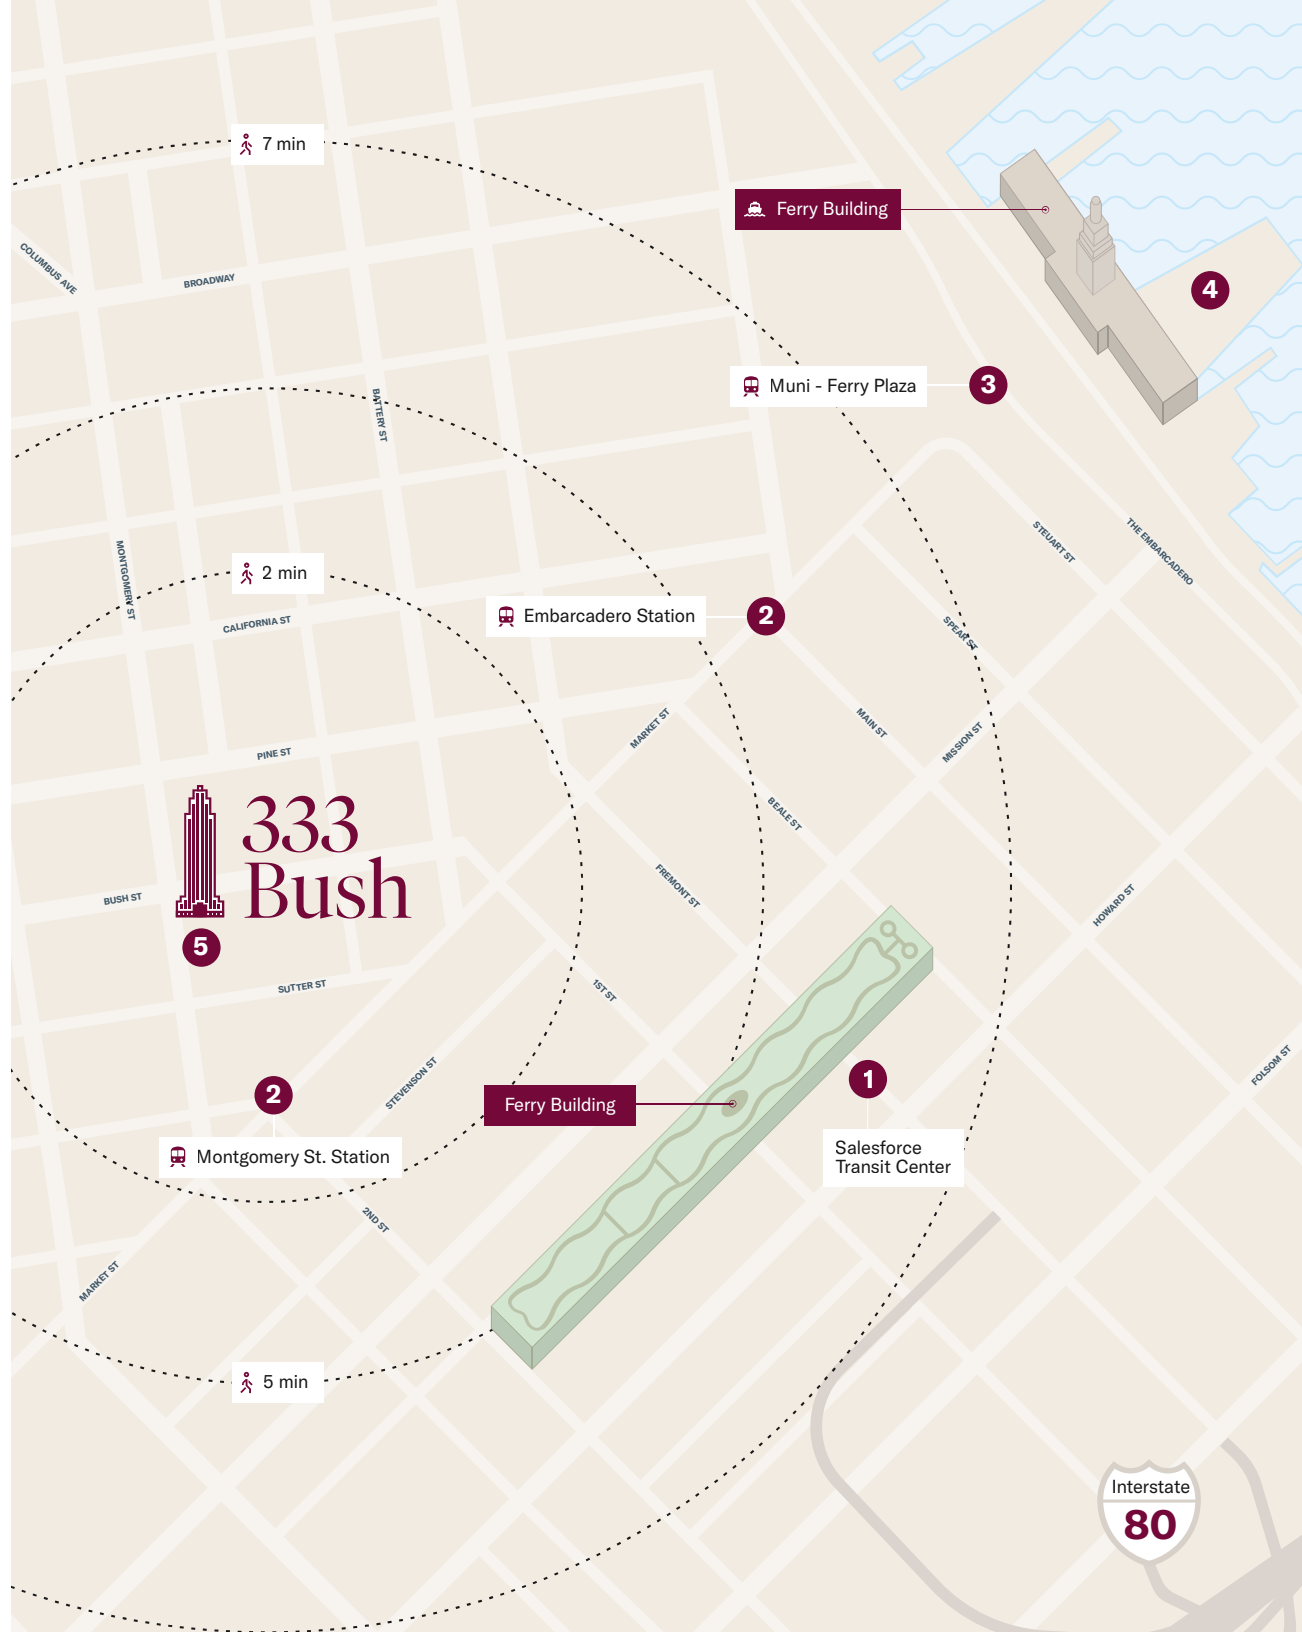 7 min
Ferry Building
COLUMBUS AVE
BROADWAY
4
Muni - Ferry Plaza
3
BATTERY ST
STEUART ST
THE EMBARCADERO
MONTGOMERY ST
2 min
CALIFORNIA ST
Embarcadero Station
2
SPEAR ST
MARKET ST
MAIN ST
MISSION ST
PINE ST
333
Bush
BEALE ST
BUSH ST
FREMONT ST
HOWARD ST
5
SUTTER ST
1ST ST
STEVENSON ST
FOLSOM ST
2
1
Ferry Building
Montgomery St. Station
Salesforce
Transit Center
2ND ST
MARKET ST
5 min
Interstate
80